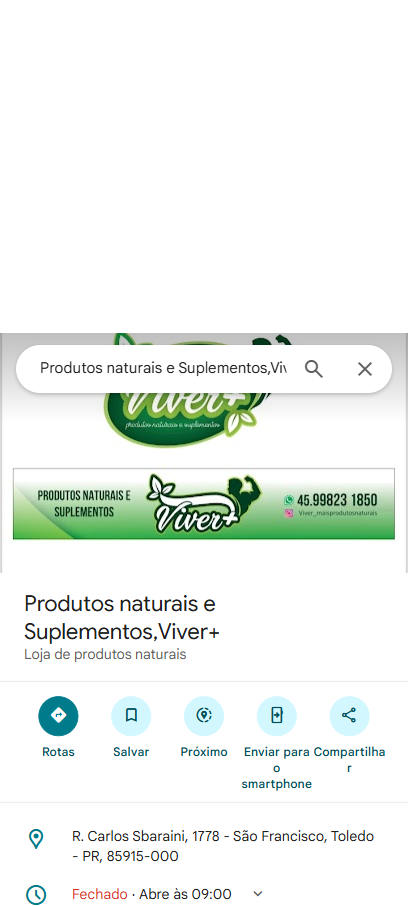 Produtos naturais e Suplementos,Viv
Viver+
produtos naturais e suplementos
PRODUTOS NATURAIS E
SUPLEMENTOS
Viver+
45.99823 1850
Viver_maisprodutosnaturais
Produtos naturais e
Suplementos,Viver+
Loja de produtos naturais
Rotas
Salvar
Próximo
Enviar para
o
smartphone
Compartilha
r
R. Carlos Sbaraini, 1778 - São Francisco, Toledo
- PR, 85915-000
Fechado · Abre às 09:00